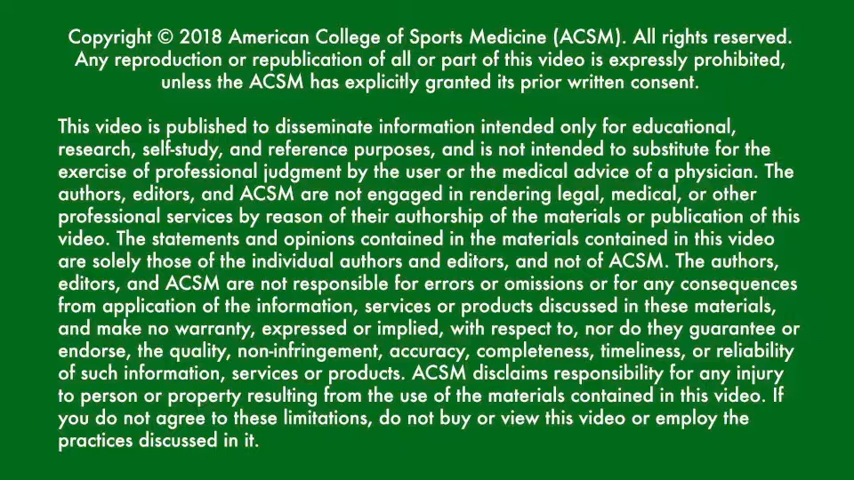 Copyright © 2018 American College of Sports Medicine (ACSM). All rights reserved.
Any reproduction or republication of all or part of this video is expressly prohibited,
unless the ACSM has explicitly granted its prior written consent.
This video is published to disseminate information intended only for educational,
research, self-study, and reference purposes, and is not intended to substitute for the
exercise of professional judgment by the user or the medical advice of a physician. The
authors, editors, and ACSM are not engaged in rendering legal, medical, or other
professional services by reason of their authorship of the materials or publication of this
video. The statements and opinions contained in the materials contained in this video
are solely those of the individual authors and editors, and not of ACSM. The authors,
editors, and ACSM are not responsible for errors or omissions or for any consequences
from application of the information, services or products discussed in these materials,
and make no warranty, expressed or implied, with respect to, nor do they guarantee or
endorse, the quality, non-infringement, accuracy, completeness, timeliness, or reliability
of such information, services or products. ACSM disclaims responsibility for any injury
to person or property resulting from the use of the materials contained in this video. If
you do not agree to these limitations, do not buy or view this video or employ the
practices discussed in it.